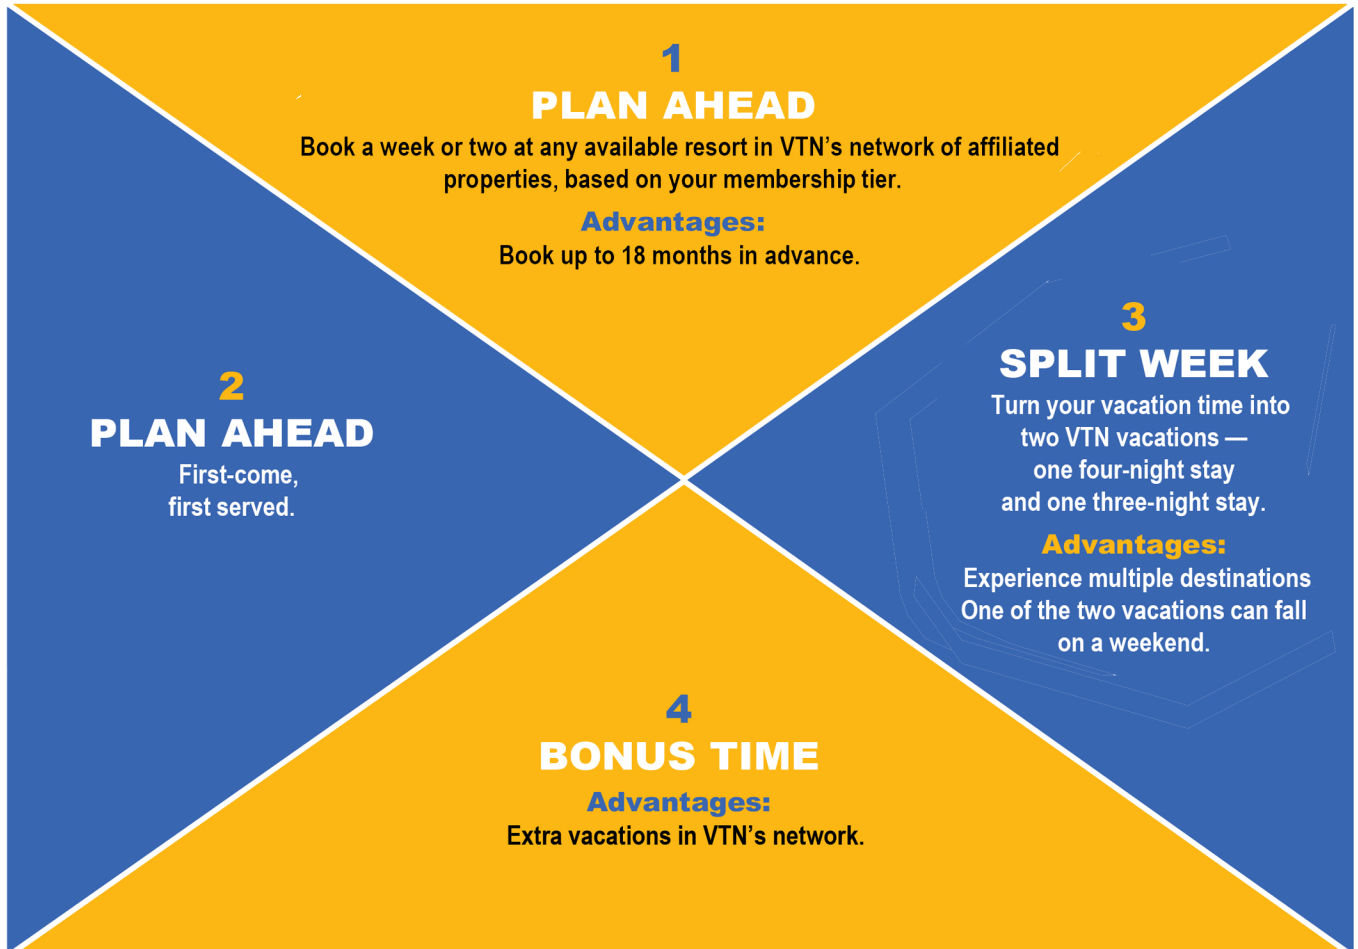 1
PLAN AHEAD
Book a week or two at any available resort in VTN’s network of affiliated
properties, based on your membership tier.
Advantages:
Book up to 18 months in advance.
2
PLAN AHEAD
First-come,
first served.
3
SPLIT WEEK
Turn your vacation time into
two VTN vacations —
one four-night stay
and one three-night stay.
Advantages:
Experience multiple destinations
One of the two vacations can fall
on a weekend.
4
BONUS TIME
Advantages:
Extra vacations in VTN’s network.